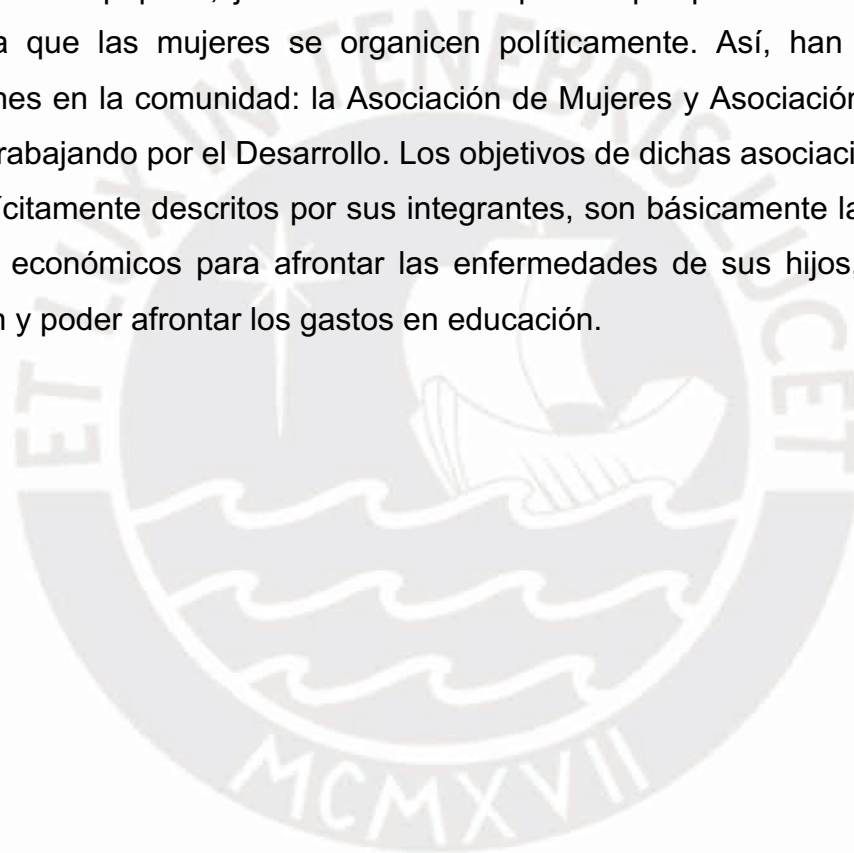 a que las mujeres se organicen políticamente. Así, han
nes en la comunidad: la Asociación de Mujeres y Asociación
rabajando por el Desarrollo. Los objetivos de dichas asociaci
ícitamente descritos por sus integrantes, son básicamente la
económicos para afrontar las enfermedades de sus hijos,
n y poder afrontar los gastos en educación.
ET LUX IN TENEBRIS LUCET
MCMXVII